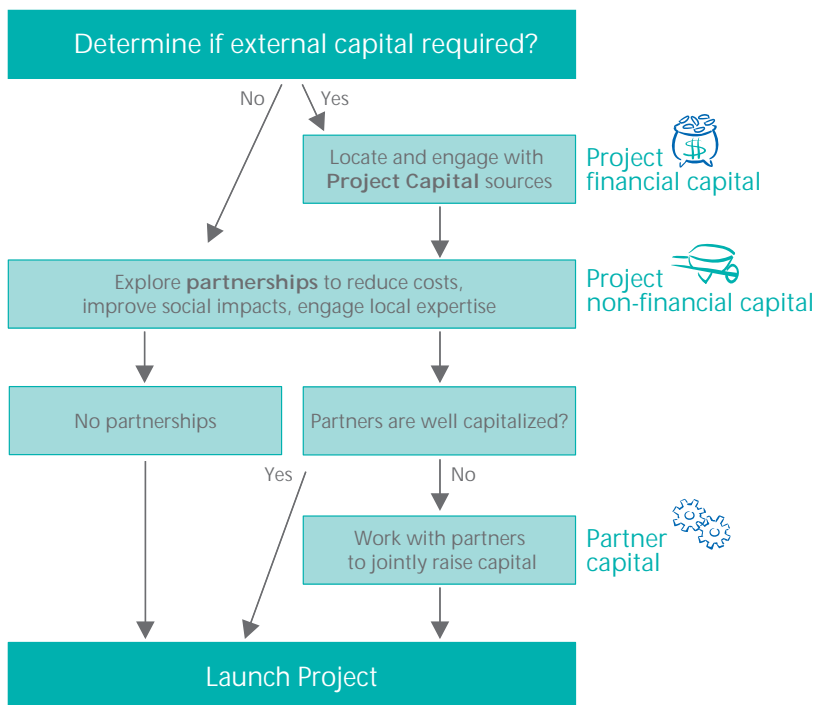 Determine if external capital required?
No
Yes
Locate and engage with
Project Capital sources
Project
financial capital
$
Explore partnerships to reduce costs,
improve social impacts, engage local expertise
Project
non-financial capital
No partnerships
Partners are well capitalized?
Yes
No
Work with partners
to jointly raise capital
Partner
capital
Launch Project